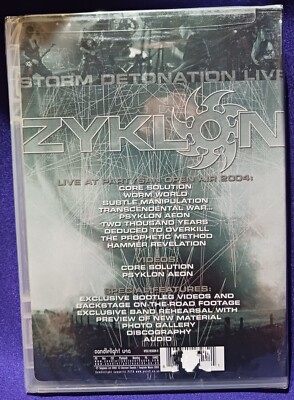 STORM DETONATION LIVE
ZYKLON
LIVE AT PARTYSAN OPEN AIR 2004:
CORE SOLUTION
WORM WORLD
SUBTLE MANIPULATION
TRANSCENDENTAL WAR...
PSYKLON AEON
TWO THOUSAND YEARS
DEDUCED TO OVERKILL
THE PROPHETIC METHOD
HAMMER REVELATION
VIDEOS:
CORE SOLUTION
PSYKLON AEON
SPECIAL FEATURES:
EXCLUSIVE BOOTLEG VIDEOS AND
BACKSTAGE ON-THE-ROAD FOOTAGE
EXCLUSIVE BAND REHEARSAL WITH
PREVIEW OF NEW MATERIAL
PHOTO GALLERY
DISCOGRAPHY
AUDIO
candlelight usa